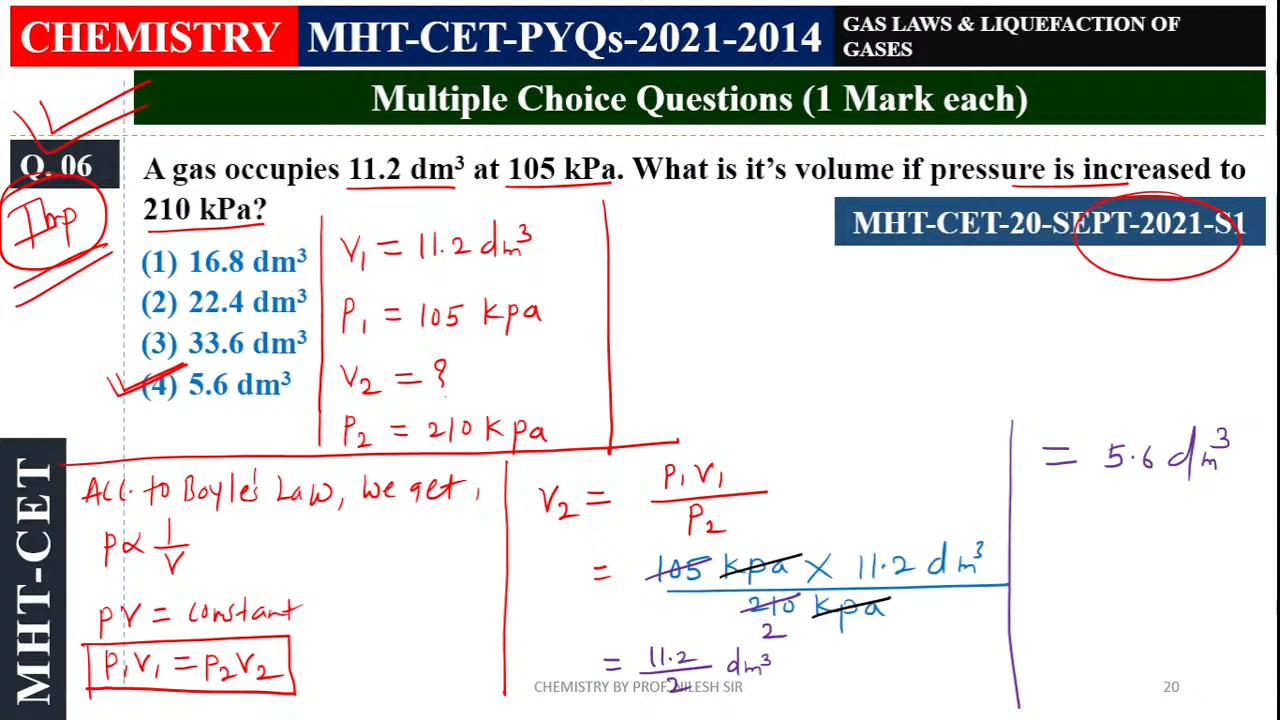 CHEMISTRY MHT-CET-PYQs-2021-2014 GAS LAWS & LIQUEFACTION OF
GASES
Multiple Choice Questions (1 Mark each)
Q. 06
A gas occupies 11.2 dm³ at 105 kPa. What is it's volume if pressure is increased to
210 kPa?
MHT-CET-20-SEPT-2021-S1
Imp
(1) 16.8 dm³
(2) 22.4 dm³
(3) 33.6 dm³
(4) 5.6 dm³
V₁ = 11.2 dm³
P₁ = 105 kpa
V₂ = ?
P₂ = 210 kpa
Acc. to Boyle's Law, we get,
p ∝ 1/V
pV = constant
P₁V₁ = P₂V₂
V₂ = P₁V₁/P₂
= 105 kpa × 11.2 dm³
210 kpa
2
= 11.2/2 dm³
= 5.6 dm³
MHT-CET
CHEMISTRY BY PROF. NILESH SIR
20